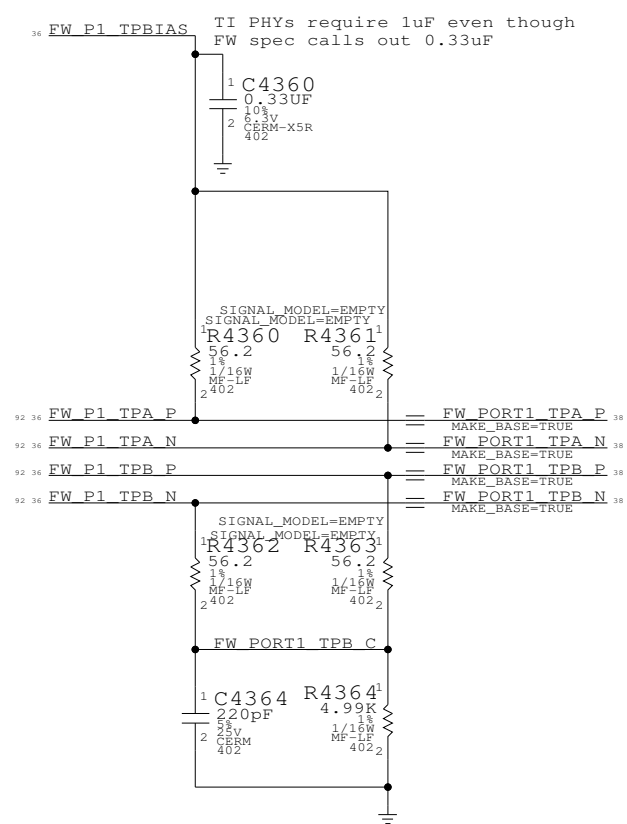 TI PHYs require 1uF even though
FW spec calls out 0.33uF
36 FW_P1_TPBIAS
1 C4360
0.33UF
10%
6.3V
2 CERM-X5R
402
SIGNAL_MODEL=EMPTY
SIGNAL_MODEL=EMPTY
1 R4360 R4361 1
56.2 56.2
1% 1%
1/16W 1/16W
MF-LF MF-LF
2 402 402 2
92 36 FW_P1_TPA_P FW_PORT1_TPA_P 38
MAKE_BASE=TRUE
92 36 FW_P1_TPA_N FW_PORT1_TPA_N 38
MAKE_BASE=TRUE
92 36 FW_P1_TPB_P FW_PORT1_TPB_P 38
MAKE_BASE=TRUE
92 36 FW_P1_TPB_N FW_PORT1_TPB_N 38
MAKE_BASE=TRUE
SIGNAL_MODEL=EMPTY
SIGNAL_MODEL=EMPTY
1 R4362 R4363 1
56.2 56.2
1% 1%
1/16W 1/16W
MF-LF MF-LF
2 402 402 2
FW_PORT1_TPB_C
1 C4364 R4364 1
220pF 4.99K
5% 1%
25V 1/16W
2 CERM MF-LF
402 402 2